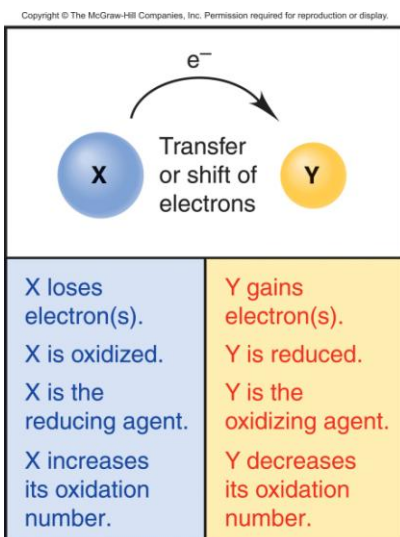 Copyright © The McGraw-Hill Companies, Inc. Permission required for reproduction or display.
e–
X
Transfer
or shift of
electrons
Y
X loses
electron(s).
X is oxidized.
X is the
reducing agent.
X increases
its oxidation
number.
Y gains
electron(s).
Y is reduced.
Y is the
oxidizing agent.
Y decreases
its oxidation
number.